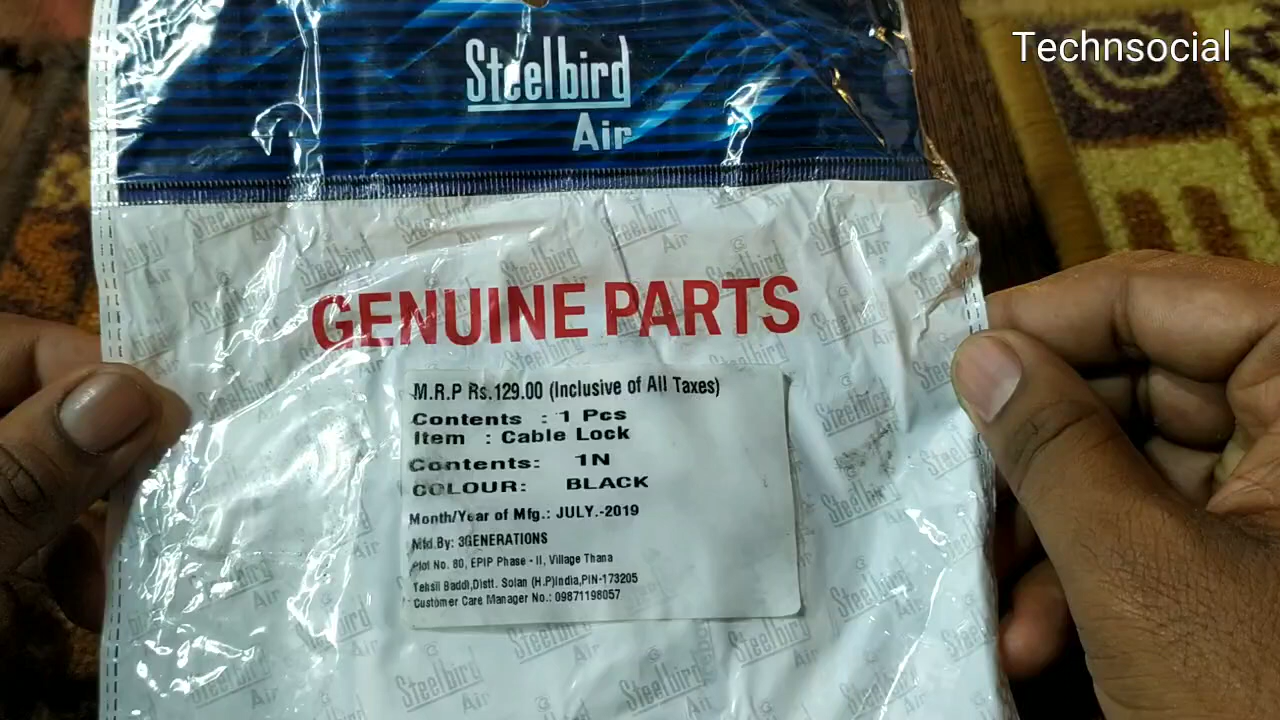 Technsocial
Steelbird
Air
GENUINE PARTS
M.R.P Rs.129.00 (Inclusive of All Taxes)
Contents : 1 Pcs
Item : Cable Lock
Contents: 1N
COLOUR: BLACK
Month/Year of Mfg.: JULY.-2019
Mfd.By: 3GENERATIONS
Plot No. 80, EPIP Phase - II, Village Thana
Tehsil Baddi,Distt. Solan (H.P)India,PIN-173205
Customer Care Manager No.: 09871198057